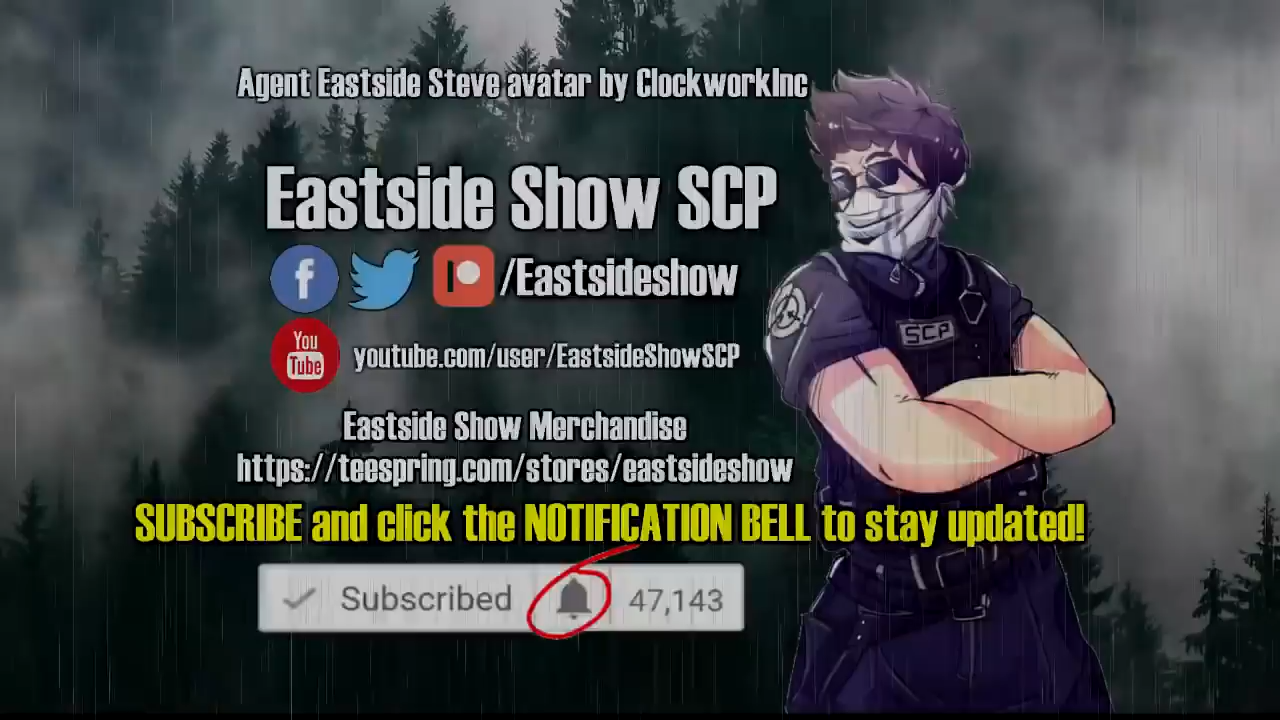 Agent Eastside Steve avatar by ClockworkInc
Eastside Show SCP
f /Eastsideshow
You
Tube youtube.com/user/EastsideShowSCP
SCP
Eastside Show Merchandise
https://teespring.com/stores/eastsideshow
SUBSCRIBE and click the NOTIFICATION BELL to stay updated!
Subscribed 47,143